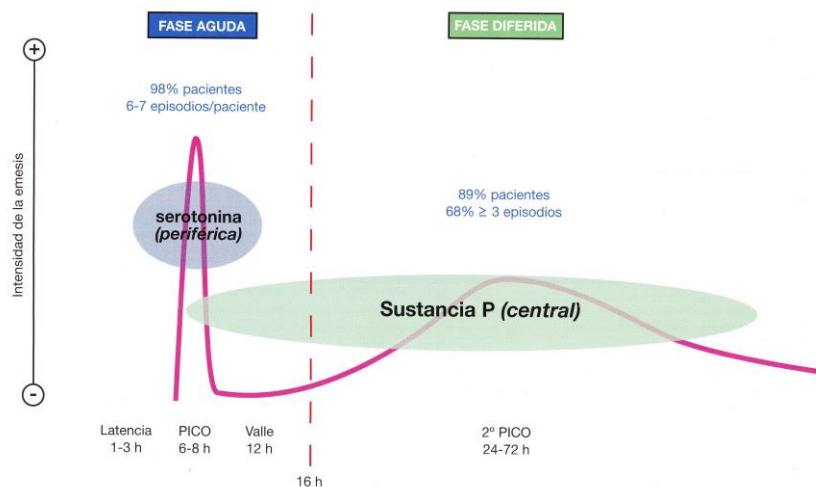 FASE AGUDA
FASE DIFERIDA
+
98% pacientes
6-7 episodios/paciente
89% pacientes
68% ≥ 3 episodios
serotonina
(periférica)
Intensidad de la emesis
Sustancia P (central)
-
Latencia
1-3 h
PICO
6-8 h
Valle
12 h
2º PICO
24-72 h
16 h